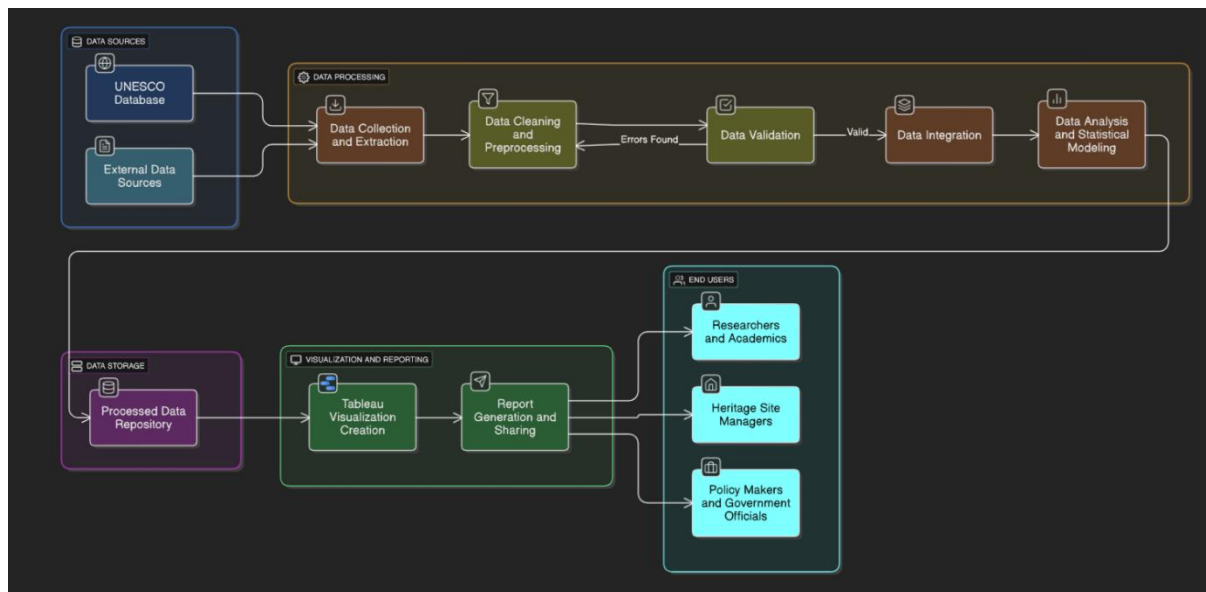 DATA SOURCES
UNESCO
Database
External Data
Sources
DATA PROCESSING
Data Collection
and Extraction
Data Cleaning
and
Preprocessing
Errors Found
Data Validation
Valid
Data Integration
Data Analysis
and Statistical
Modeling
DATA STORAGE
Processed Data
Repository
VISUALIZATION AND REPORTING
Tableau
Visualization
Creation
Report
Generation and
Sharing
END USERS
Researchers
and Academics
Heritage Site
Managers
Policy Makers
and Government
Officials